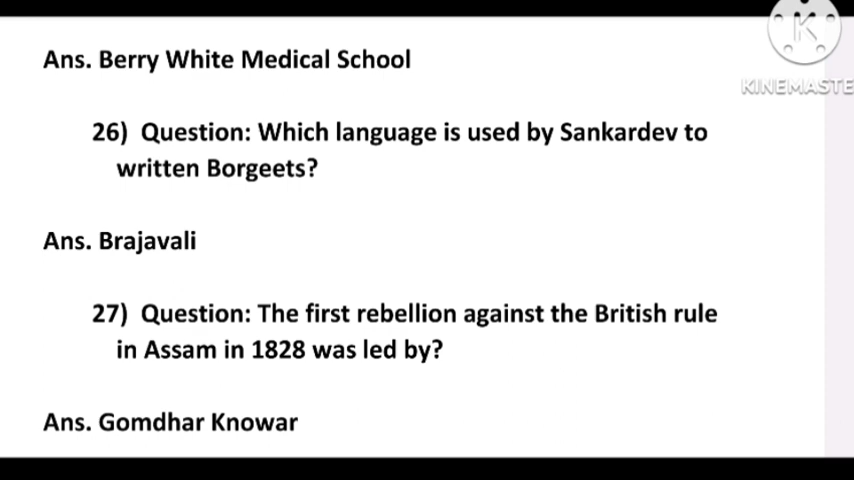 Ans. Berry White Medical School
KINEMASTE
26) Question: Which language is used by Sankardev to
written Borgeets?
Ans. Brajavali
27) Question: The first rebellion against the British rule
in Assam in 1828 was led by?
Ans. Gomdhar Knowar